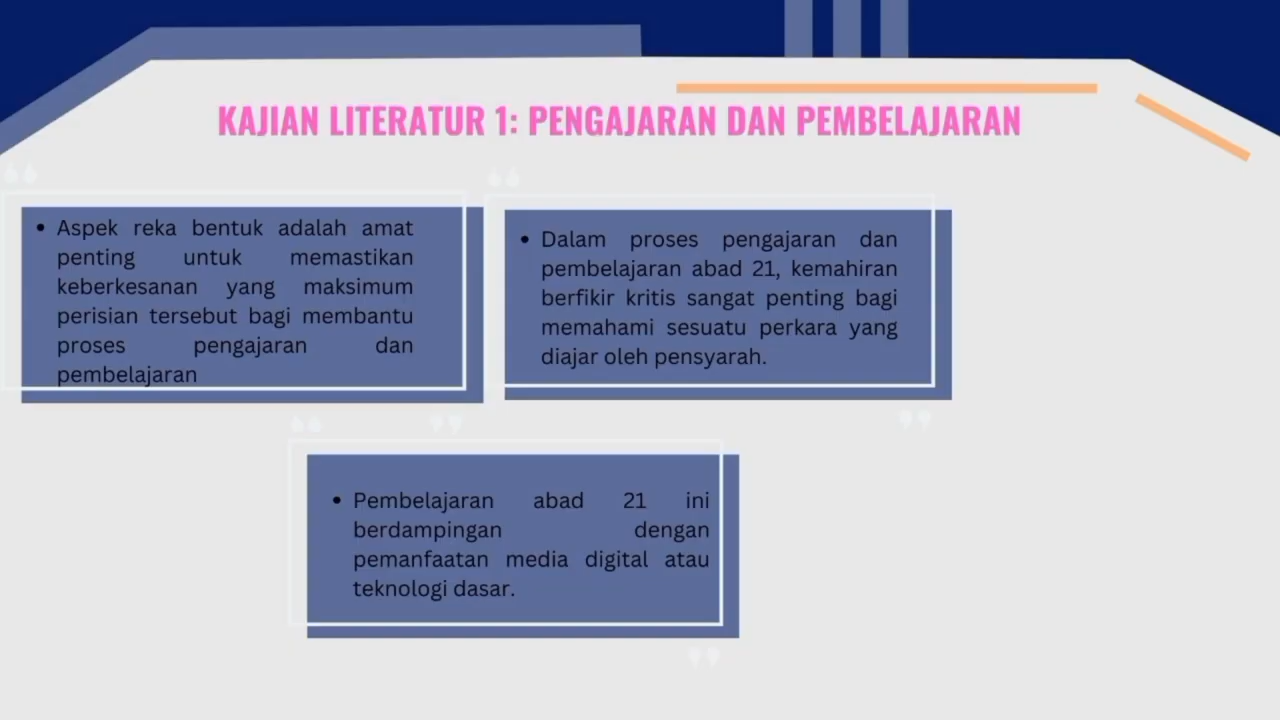 KAJIAN LITERATUR 1: PENGAJARAN DAN PEMBELAJARAN
• Aspek reka bentuk adalah amat
penting untuk memastikan
keberkesanan yang maksimum
perisian tersebut bagi membantu
proses pengajaran dan
pembelajaran
• Dalam proses pengajaran dan
pembelajaran abad 21, kemahiran
berfikir kritis sangat penting bagi
memahami sesuatu perkara yang
diajar oleh pensyarah.
• Pembelajaran abad 21 ini
berdampingan dengan
pemanfaatan media digital atau
teknologi dasar.